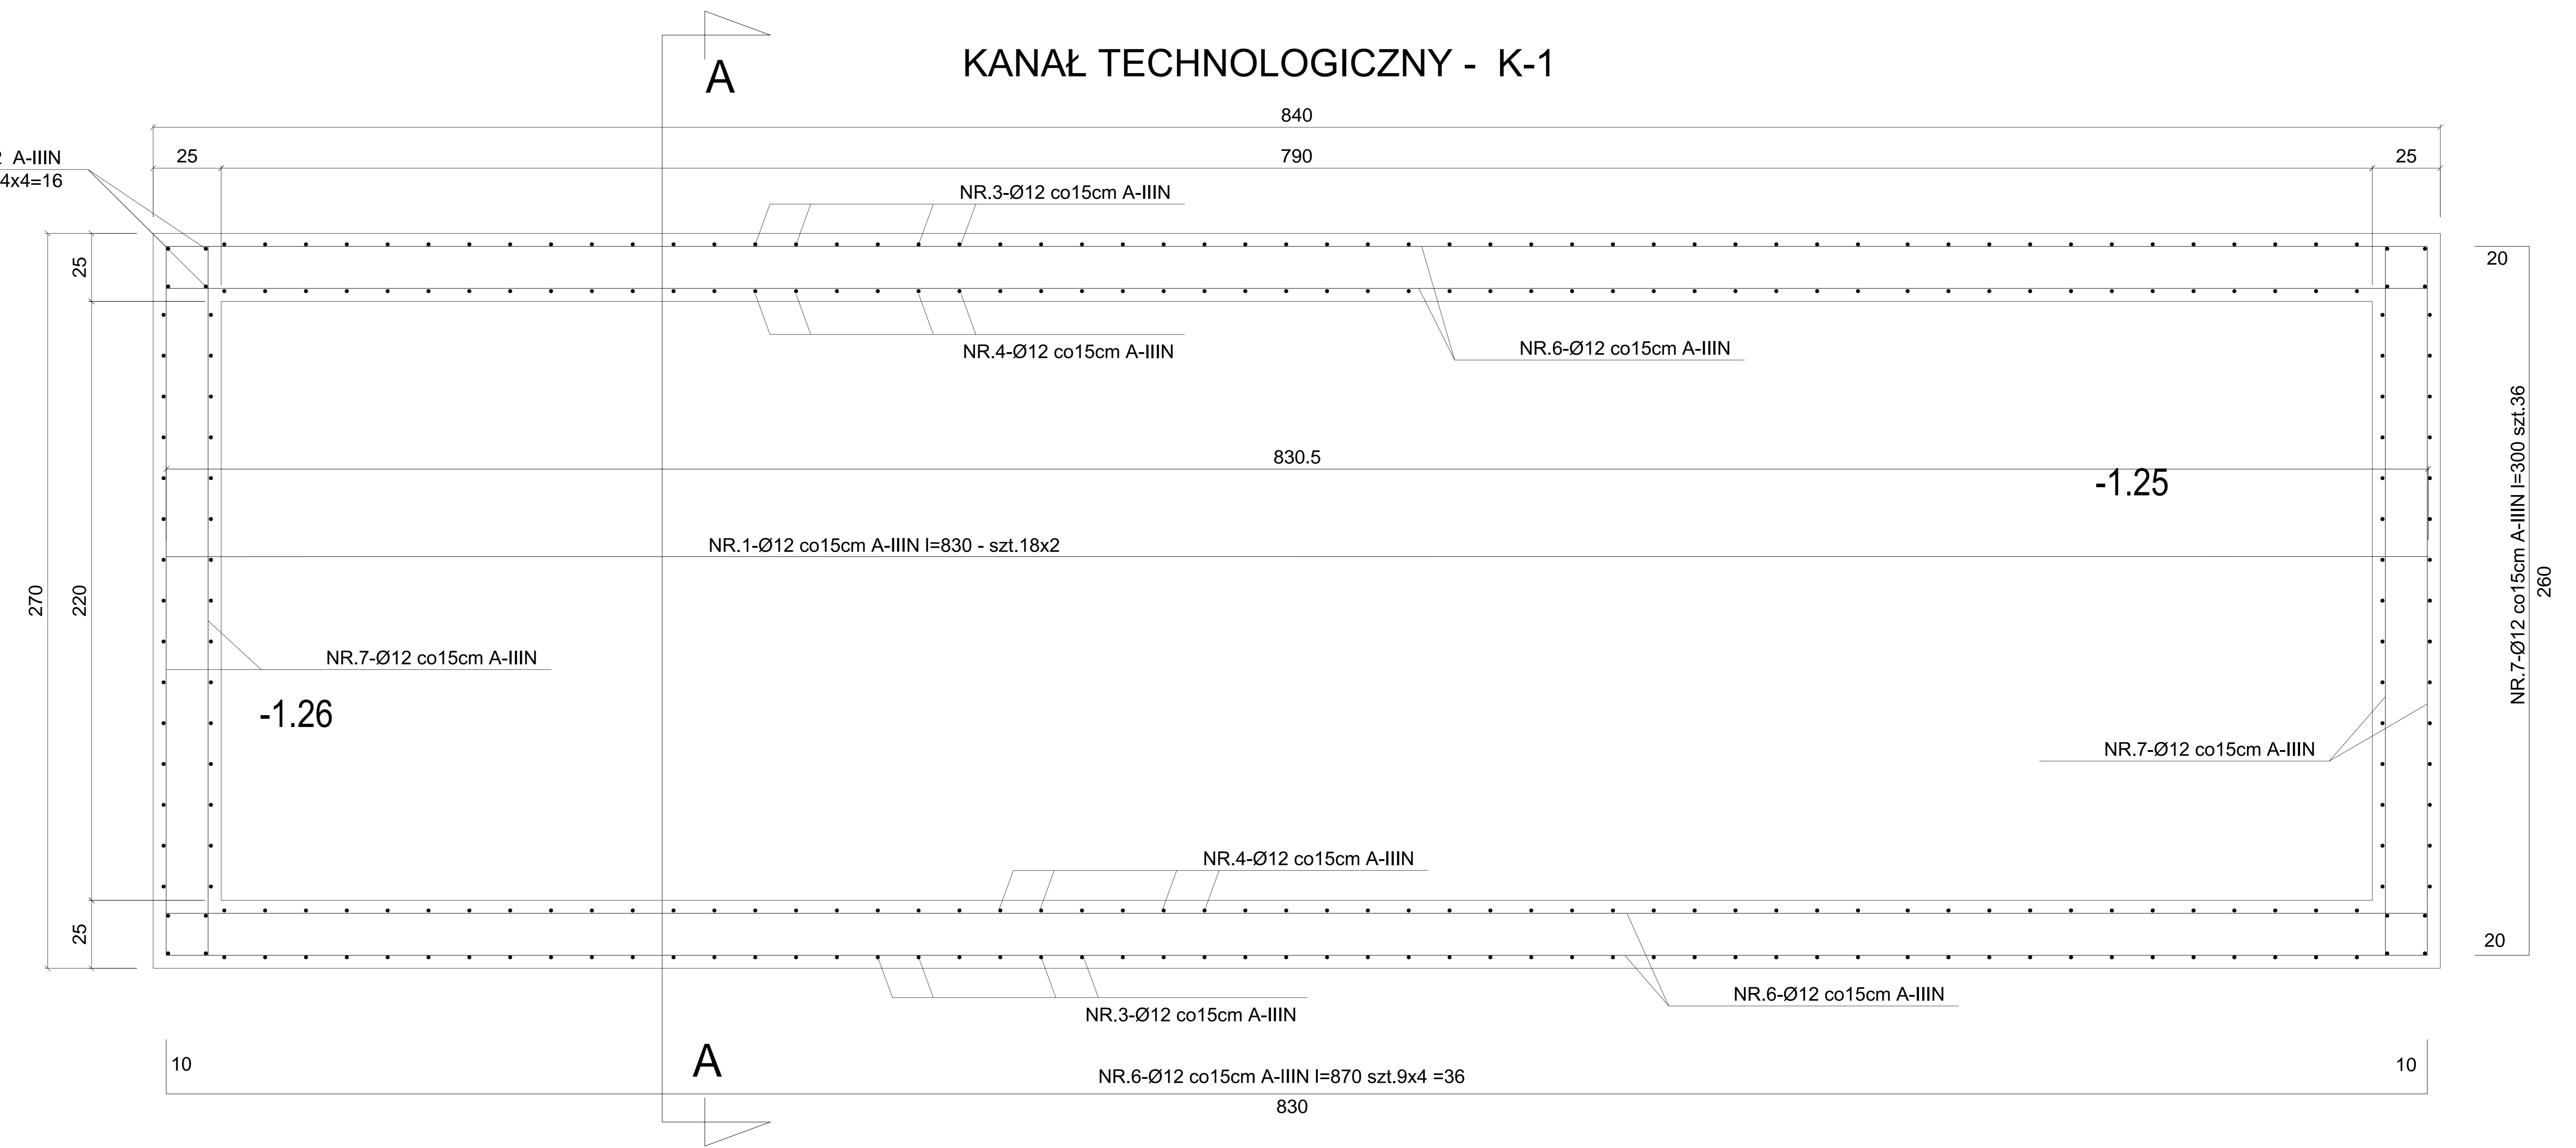 A
KANAŁ TECHNOLOGICZNY - K-1
840
25
790
25
A-IIIN
4x4=16
NR.3-Ø12 co15cm A-IIIN
25
20
NR.4-Ø12 co15cm A-IIIN
NR.6-Ø12 co15cm A-IIIN
830.5
-1.25
NR.7-Ø12 co15cm A-IIIN l=300 szt.36
NR.1-Ø12 co15cm A-IIIN l=830 - szt.18x2
270
220
260
NR.7-Ø12 co15cm A-IIIN
-1.26
NR.7-Ø12 co15cm A-IIIN
NR.4-Ø12 co15cm A-IIIN
25
20
NR.6-Ø12 co15cm A-IIIN
NR.3-Ø12 co15cm A-IIIN
10
A
10
NR.6-Ø12 co15cm A-IIIN l=870 szt.9x4 =36
830